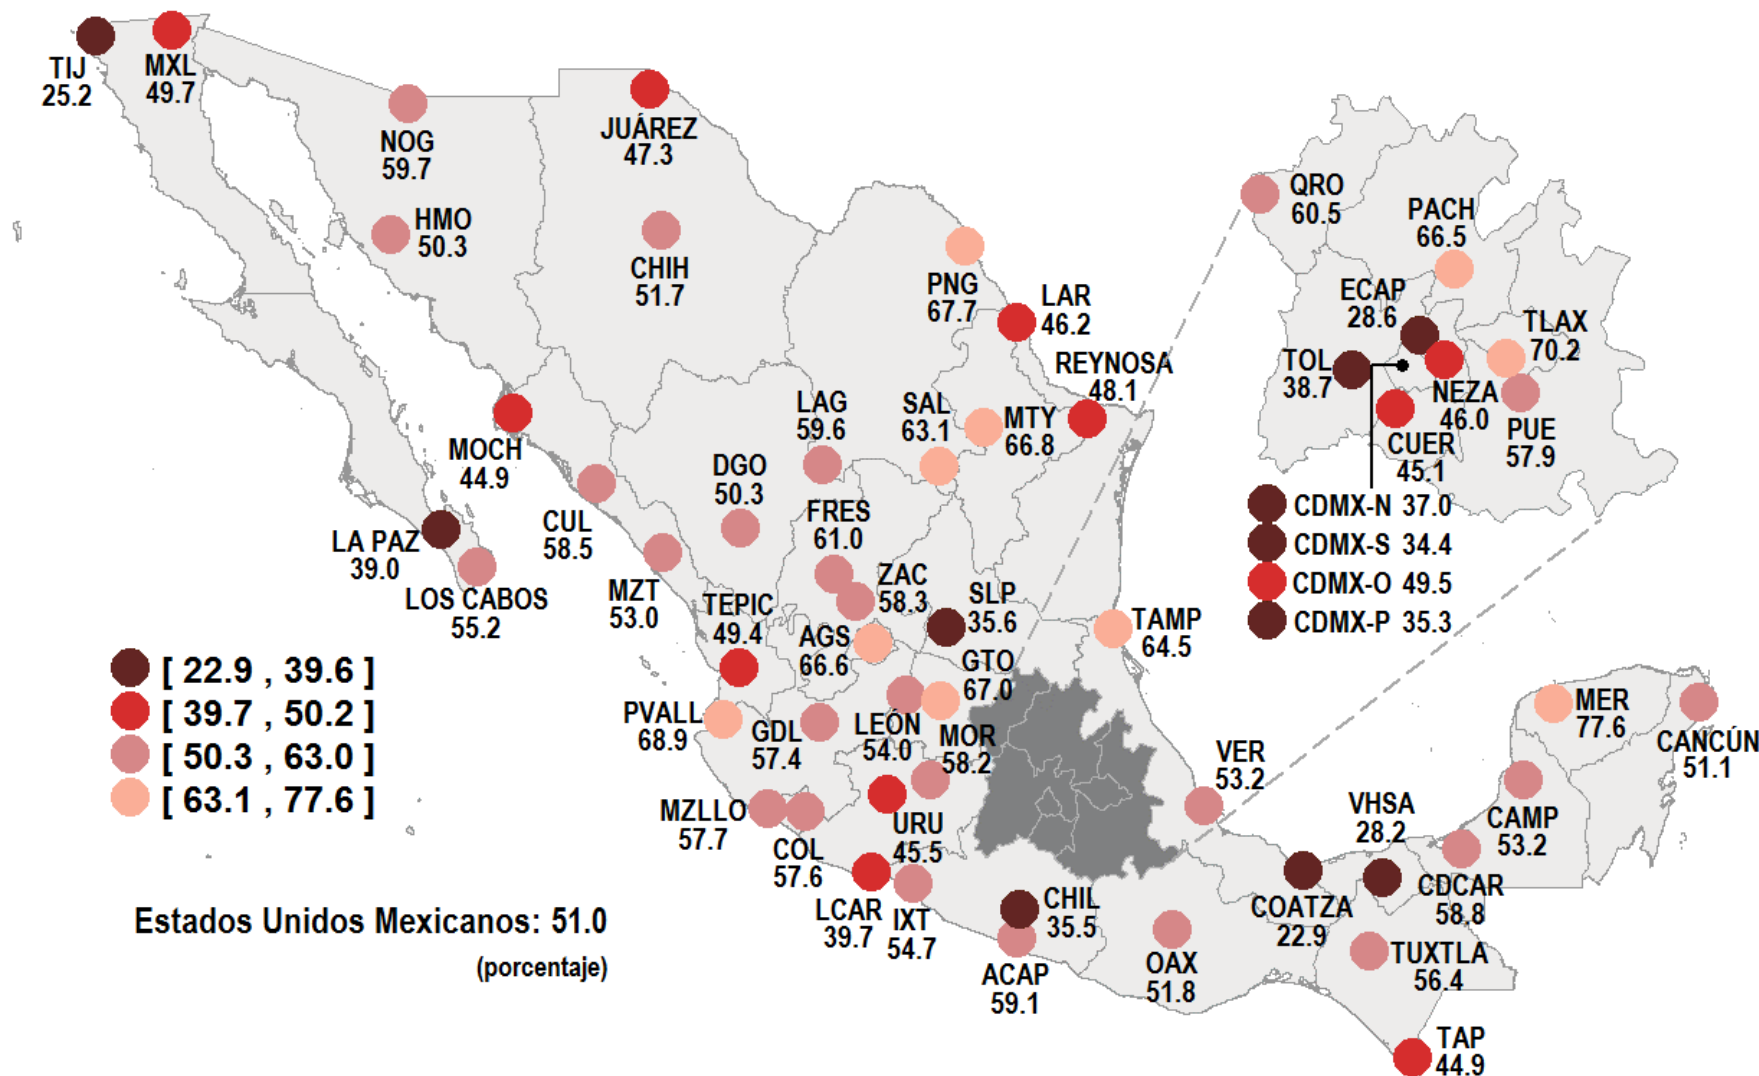 TIJ
25.2
MXL
49.7
NOG
59.7
HMO
50.3
JUÁREZ
47.3
CHIH
51.7
PNG
67.7
LAR
46.2
REYNOSA
48.1
MOCH
44.9
LAG
59.6
SAL
63.1
MTY
66.8
DGO
50.3
CUL
58.5
FRES
61.0
LA PAZ
39.0
LOS CABOS
55.2
MZT
53.0
ZAC
58.3
SLP
35.6
TEPIC
49.4
AGS
66.6
GTO
67.0
TAMP
64.5
PVALL
68.9
GDL
57.4
LEÓN
54.0
MOR
58.2
MZLLO
57.7
COL
57.6
URU
45.5
LCAR
39.7
IXT
54.7
CHIL
35.5
ACAP
59.1
OAX
51.8
VER
53.2
COATZA
22.9
VHSA
28.2
CDCAR
58.8
CAMP
53.2
MER
77.6
CANCÚN
51.1
TUXTLA
56.4
TAP
44.9
QRO
60.5
PACH
66.5
ECAP
28.6
TLAX
70.2
TOL
38.7
NEZA
46.0
CUER
45.1
PUE
57.9
CDMX-N 37.0
CDMX-S 34.4
CDMX-O 49.5
CDMX-P 35.3
[ 22.9 , 39.6 ]
[ 39.7 , 50.2 ]
[ 50.3 , 63.0 ]
[ 63.1 , 77.6 ]
Estados Unidos Mexicanos: 51.0
(porcentaje)